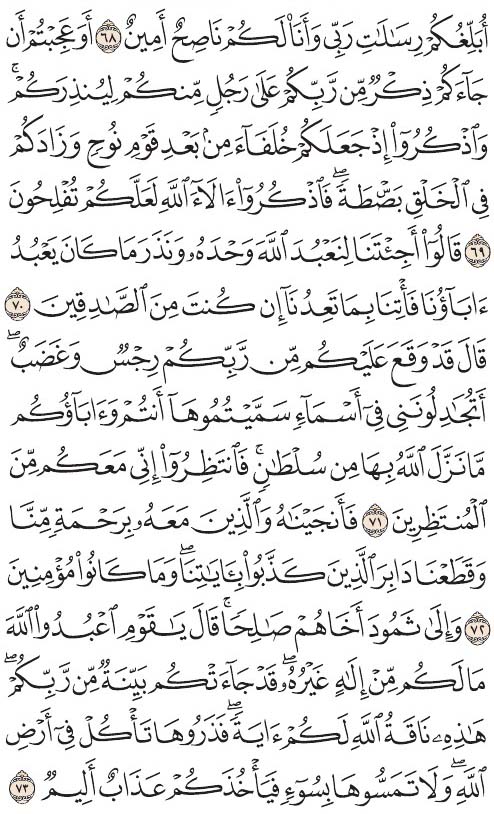 أُبَلِّغُكُمْ رِسَٰلَٰتِ رَبِّي وَأَنَا۠ لَكُمْ نَاصِحٌ أَمِينٌ ٦٨ أَوَعَجِبْتُمْ أَن
جَآءَكُمْ ذِكْرٌ مِّن رَّبِّكُمْ عَلَىٰ رَجُلٍ مِّنكُمْ لِيُنذِرَكُمْ ۚ
وَٱذْكُرُوٓا۟ إِذْ جَعَلَكُمْ خُلَفَآءَ مِنۢ بَعْدِ قَوْمِ نُوحٍ وَزَادَكُمْ
فِي ٱلْخَلْقِ بَصْۜطَةً ۖ فَٱذْكُرُوٓا۟ ءَالَآءَ ٱللَّهِ لَعَلَّكُمْ تُفْلِحُونَ
٦٩ قَالُوٓا۟ أَجِئْتَنَا لِنَعْبُدَ ٱللَّهَ وَحْدَهُۥ وَنَذَرَ مَا كَانَ يَعْبُدُ
ءَابَآؤُنَا فَأْتِنَا بِمَا تَعِدُنَآ إِن كُنتَ مِنَ ٱلصَّٰدِقِينَ ٧٠
قَالَ قَدْ وَقَعَ عَلَيْكُم مِّن رَّبِّكُمْ رِجْسٌ وَغَضَبٌ ۖ
أَتُجَٰدِلُونَنِي فِيٓ أَسْمَآءٍ سَمَّيْتُمُوهَآ أَنتُمْ وَءَابَآؤُكُم
مَّا نَزَّلَ ٱللَّهُ بِهَا مِن سُلْطَٰنٍ ۚ فَٱنتَظِرُوٓا۟ إِنِّي مَعَكُم مِّنَ
ٱلْمُنتَظِرِينَ ٧١ فَأَنجَيْنَٰهُ وَٱلَّذِينَ مَعَهُۥ بِرَحْمَةٍ مِّنَّا
وَقَطَعْنَا دَابِرَ ٱلَّذِينَ كَذَّبُوا۟ بِـَٔايَٰتِنَا ۖ وَمَا كَانُوا۟ مُؤْمِنِينَ
٧٢ وَإِلَىٰ ثَمُودَ أَخَاهُمْ صَٰلِحًا ۗ قَالَ يَٰقَوْمِ ٱعْبُدُوا۟ ٱللَّهَ
مَا لَكُم مِّنْ إِلَٰهٍ غَيْرُهُۥ ۖ قَدْ جَآءَتْكُم بَيِّنَةٌ مِّن رَّبِّكُمْ ۖ
هَٰذِهِۦ نَاقَةُ ٱللَّهِ لَكُمْ ءَايَةً ۖ فَذَرُوهَا تَأْكُلْ فِيٓ أَرْضِ
ٱللَّهِ ۖ وَلَا تَمَسُّوهَا بِسُوٓءٍ فَيَأْخُذَكُمْ عَذَابٌ أَلِيمٌ ٧٣